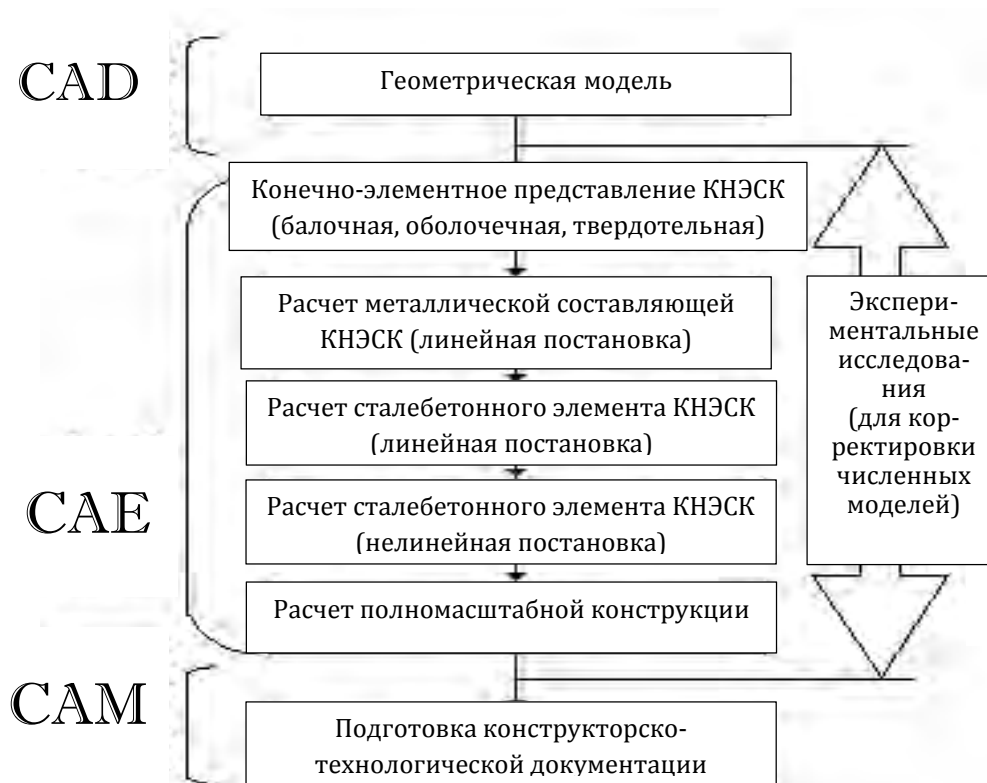 CAD
Геометрическая модель
Конечно-элементное представление КНЭСК
(балочная, оболочечная, твердотельная)
Расчет металлической составляющей
КНЭСК (линейная постановка)
Расчет сталебетонного элемента КНЭСК
(линейная постановка)
CAE
Расчет сталебетонного элемента КНЭСК
(нелинейная постановка)
Расчет полномасштабной конструкции
Экспери-
ментальные
исследова-
ния
(для кор-
ректировки
численных
моделей)
CAM
Подготовка конструкторско-
технологической документации